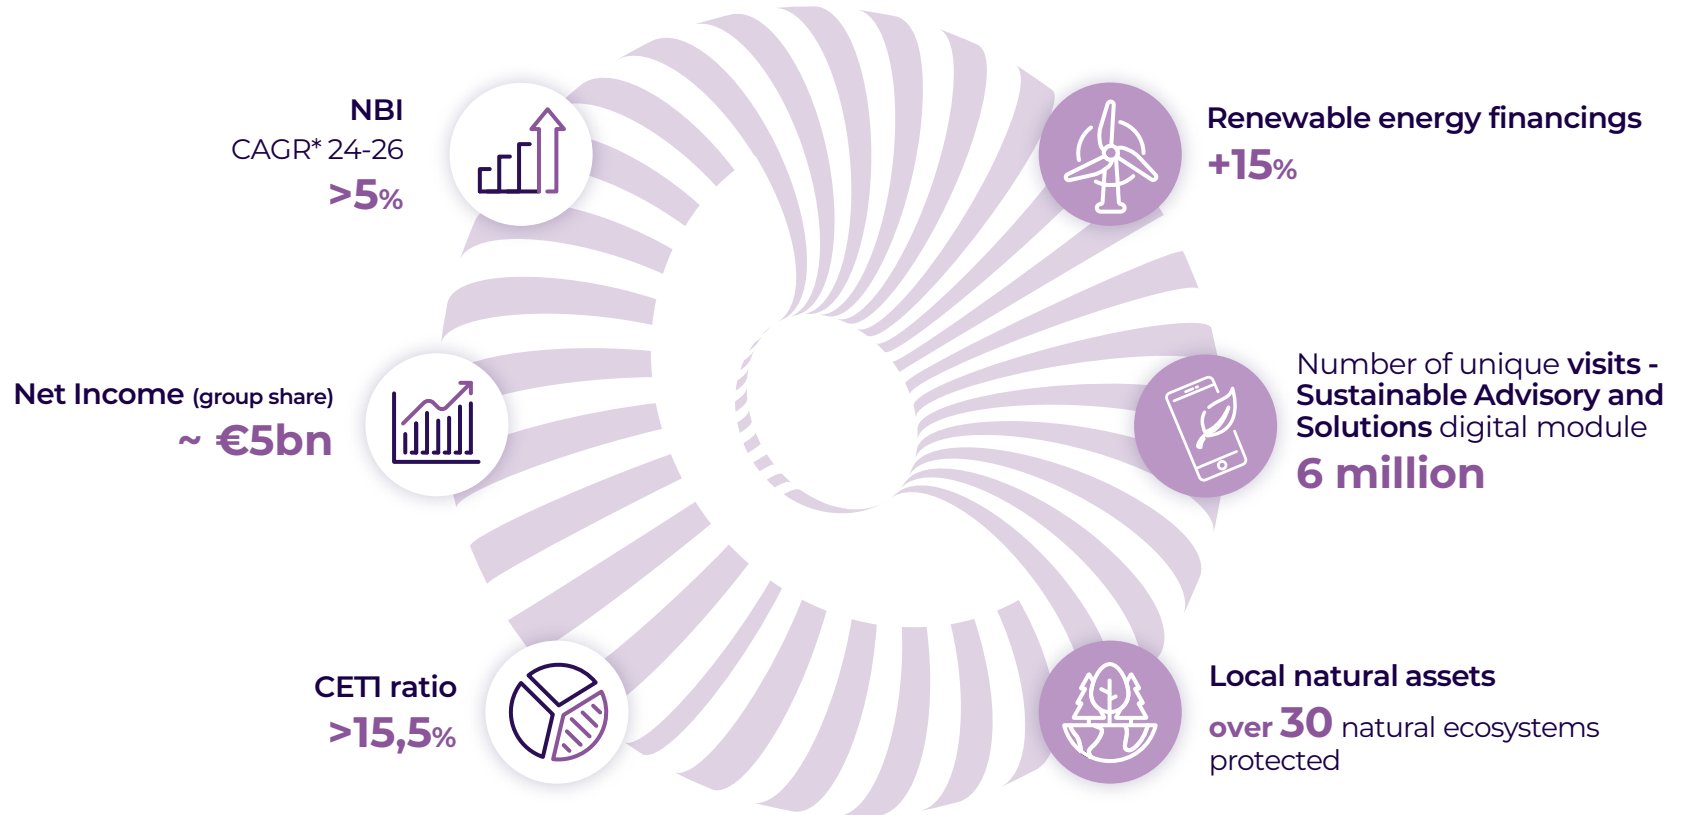 NBI
CAGR* 24-26
>5%
Net Income (group share)
~ €5bn
CET1 ratio
>15,5%
Renewable energy financings
+15%
Number of unique visits -
Sustainable Advisory and
Solutions digital module
6 million
Local natural assets
over 30 natural ecosystems
protected